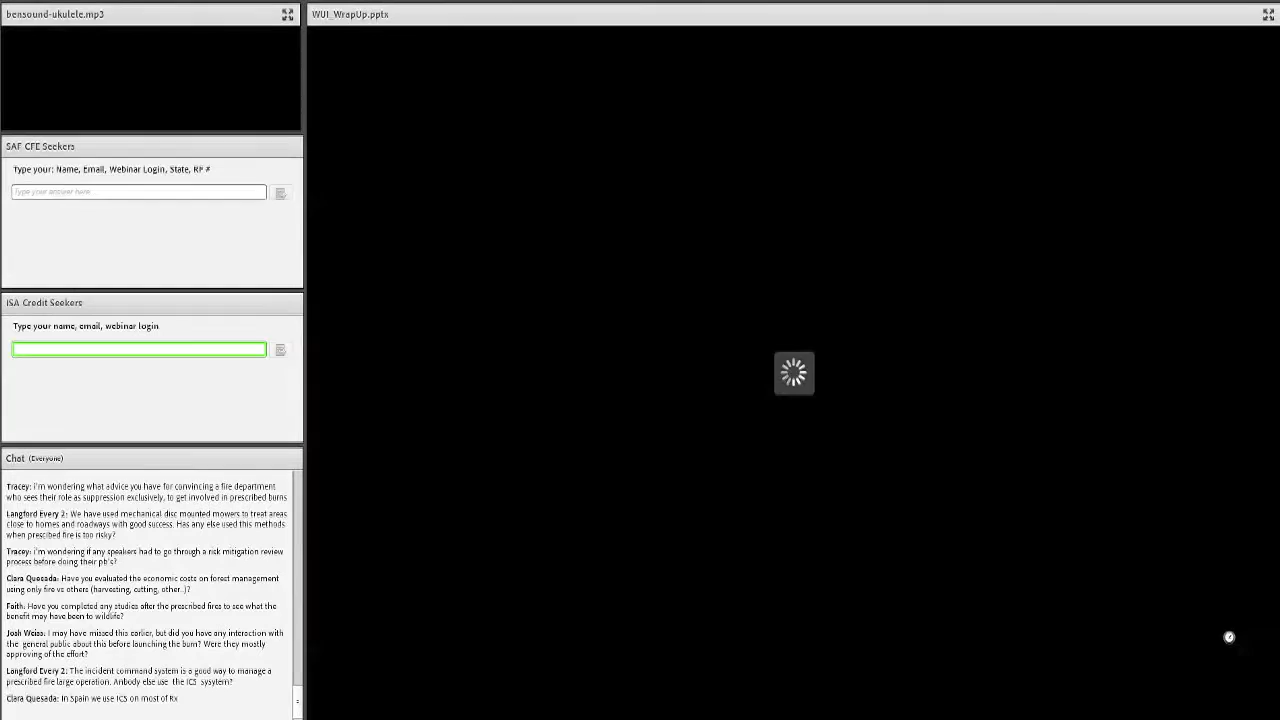 bensound-ukulele.mp3
WUI_WrapUp.pptx
SAF CFE Seekers
Type your: Name, Email, Webinar Login, State, RF #
Type your answer here...
ISA Credit Seekers
Type your name, email, webinar login
Chat (Everyone)
Tracey: i'm wondering what advice you have for convincing a fire department
who sees their role as suppression exclusively, to get involved in prescribed burns
Langford Every 2: We have used mechanical disc mounted mowers to treat areas
close to homes and roadways with good success. Has any else used this methods
when prescibed fire is too risky?
Tracey: i'm wondering if any speakers had to go through a risk mitigation review
process before doing their pb's?
Clara Quesada: Have you evaluated the economic costs on forest management
using only fire vs others (harvesting, cutting, other..)?
Faith: Have you completed any studies after the prescribed fires to see what the
benefit may have been to wildlife?
Josh Weiss: I may have missed this earlier, but did you have any interaction with
the general public about this before launching the burn? Were they mostly
approving of the effort?
Langford Every 2: The incident command system is a good way to manage a
prescribed fire large operation. Anbody else use the ICS sysytem?
Clara Quesada: In Spain we use ICS on most of Rx